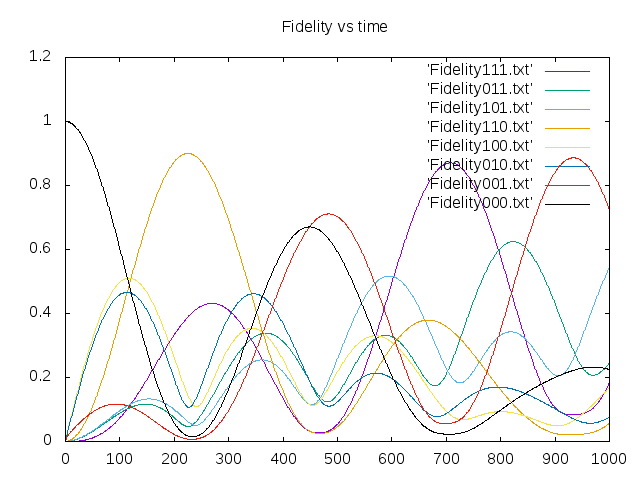 Fidelity vs time
1.2
1
0.8
0.6
0.4
0.2
0
0 100 200 300 400 500 600 700 800 900 1000
'Fidelity111.txt'
'Fidelity011.txt'
'Fidelity101.txt'
'Fidelity110.txt'
'Fidelity100.txt'
'Fidelity010.txt'
'Fidelity001.txt'
'Fidelity000.txt'